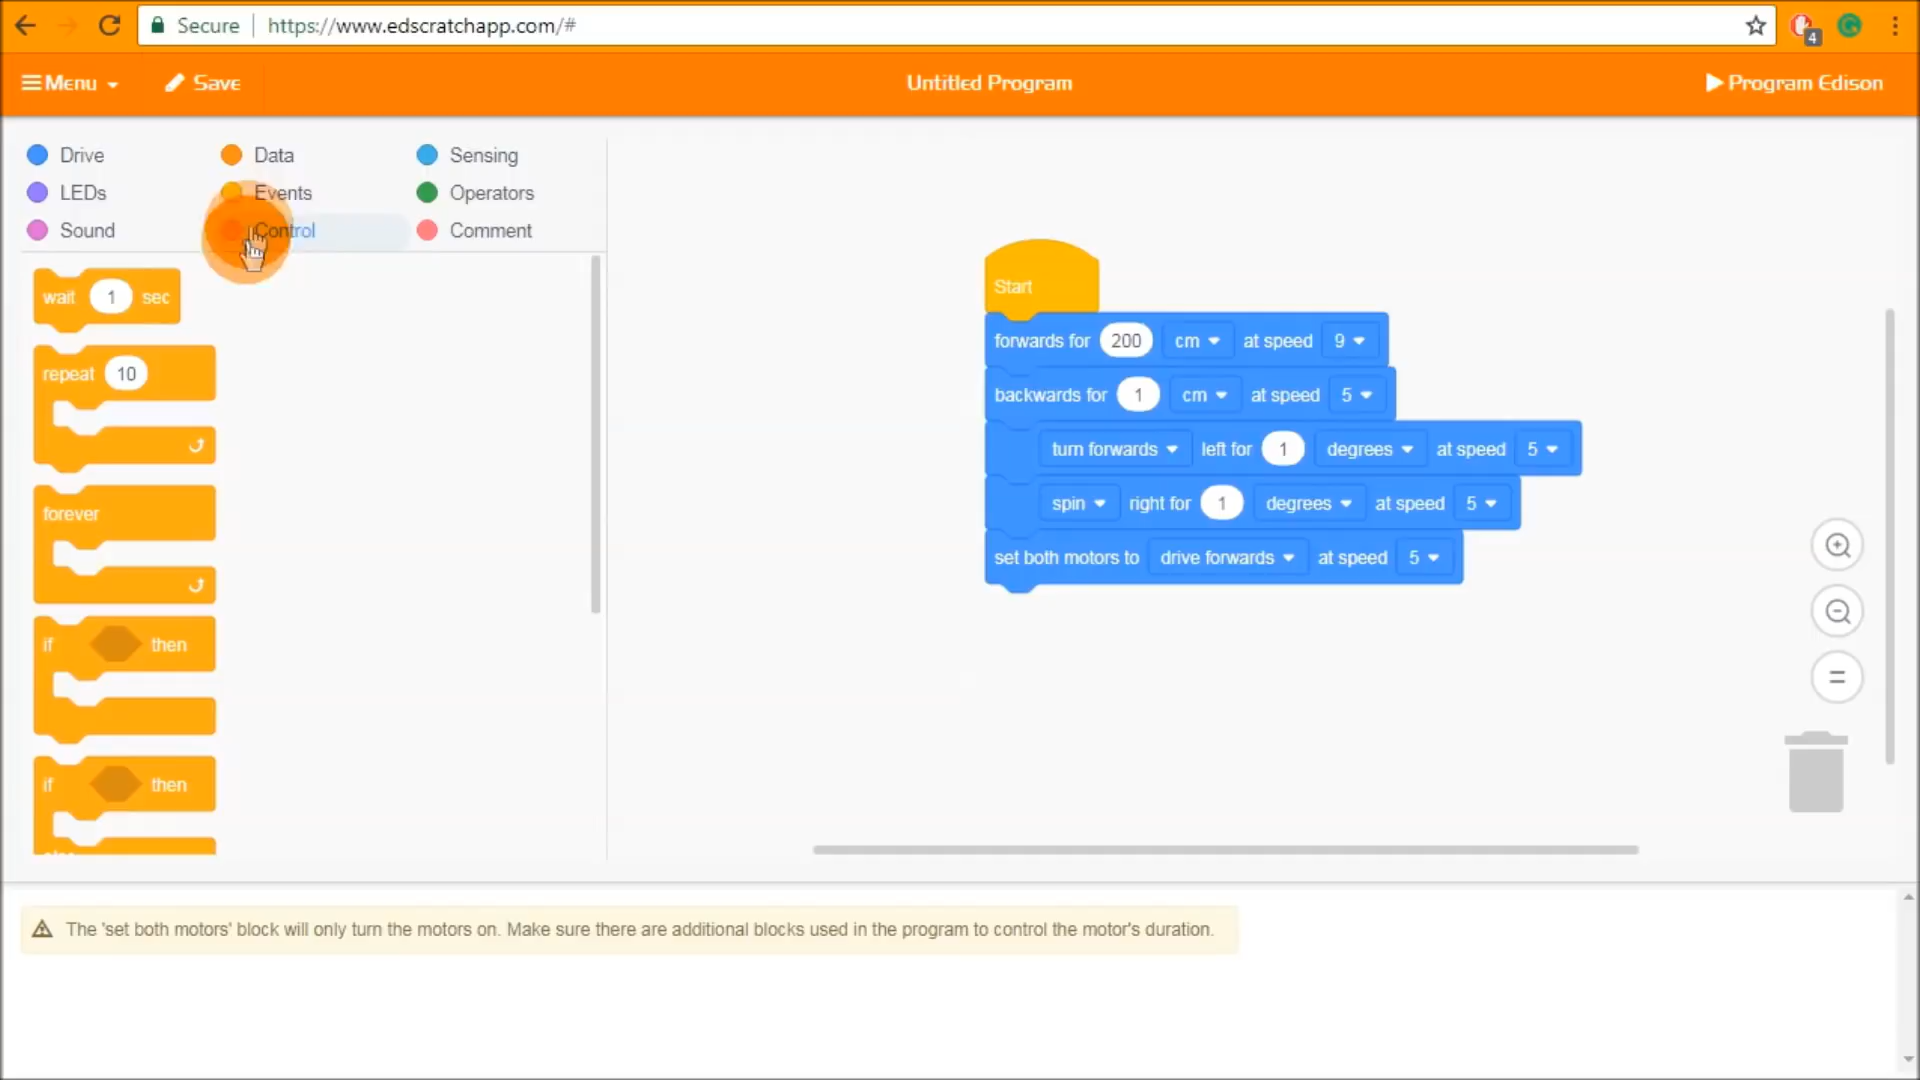 Secure https://www.edscratchapp.com/#
4
Menu Save Untitled Program Program Edison
Drive Data Sensing
LEDs Events Operators
Sound Control Comment
wait 1 sec
repeat 10
forever
if then
if then
else
Start
forwards for 200 cm at speed 9
backwards for 1 cm at speed 5
turn forwards left for 1 degrees at speed 5
spin right for 1 degrees at speed 5
set both motors to drive forwards at speed 5
The 'set both motors' block will only turn the motors on. Make sure there are additional blocks used in the program to control the motor's duration.